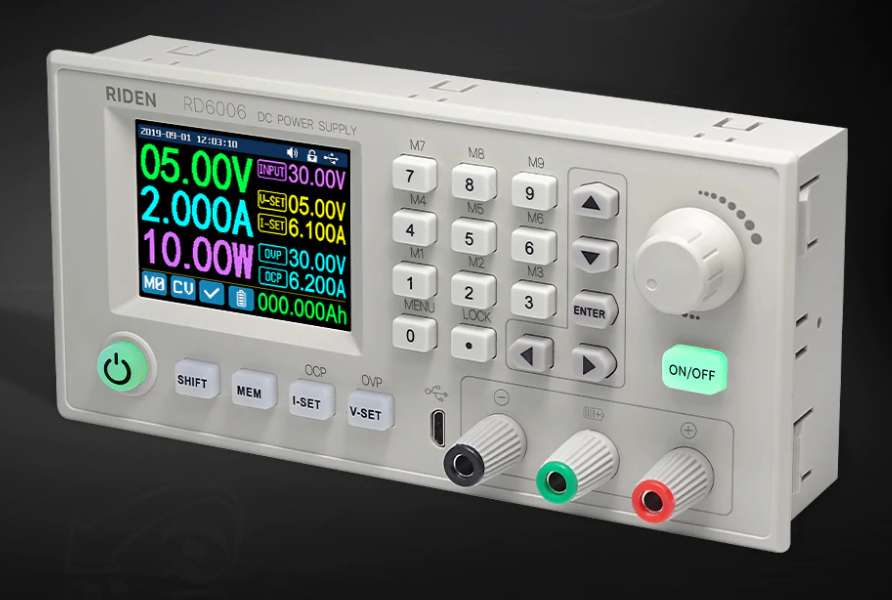 RIDEN RD6006 DC POWER SUPPLY
2019-09-01 12:03:10
05.00V
2.000A
10.00W
INPUT 30.00V
V-SET 05.00V
I-SET 6.100A
OVP 30.00V
OCP 6.200A
M0 CV
000.000Ah
M7 M8 M9
7 8 9
M4 M5 M6
4 5 6
M1 M2 M3
1 2 3
ENTER
MENU LOCK
0 .
ON/OFF
OCP OVP
SHIFT MEM I-SET V-SET